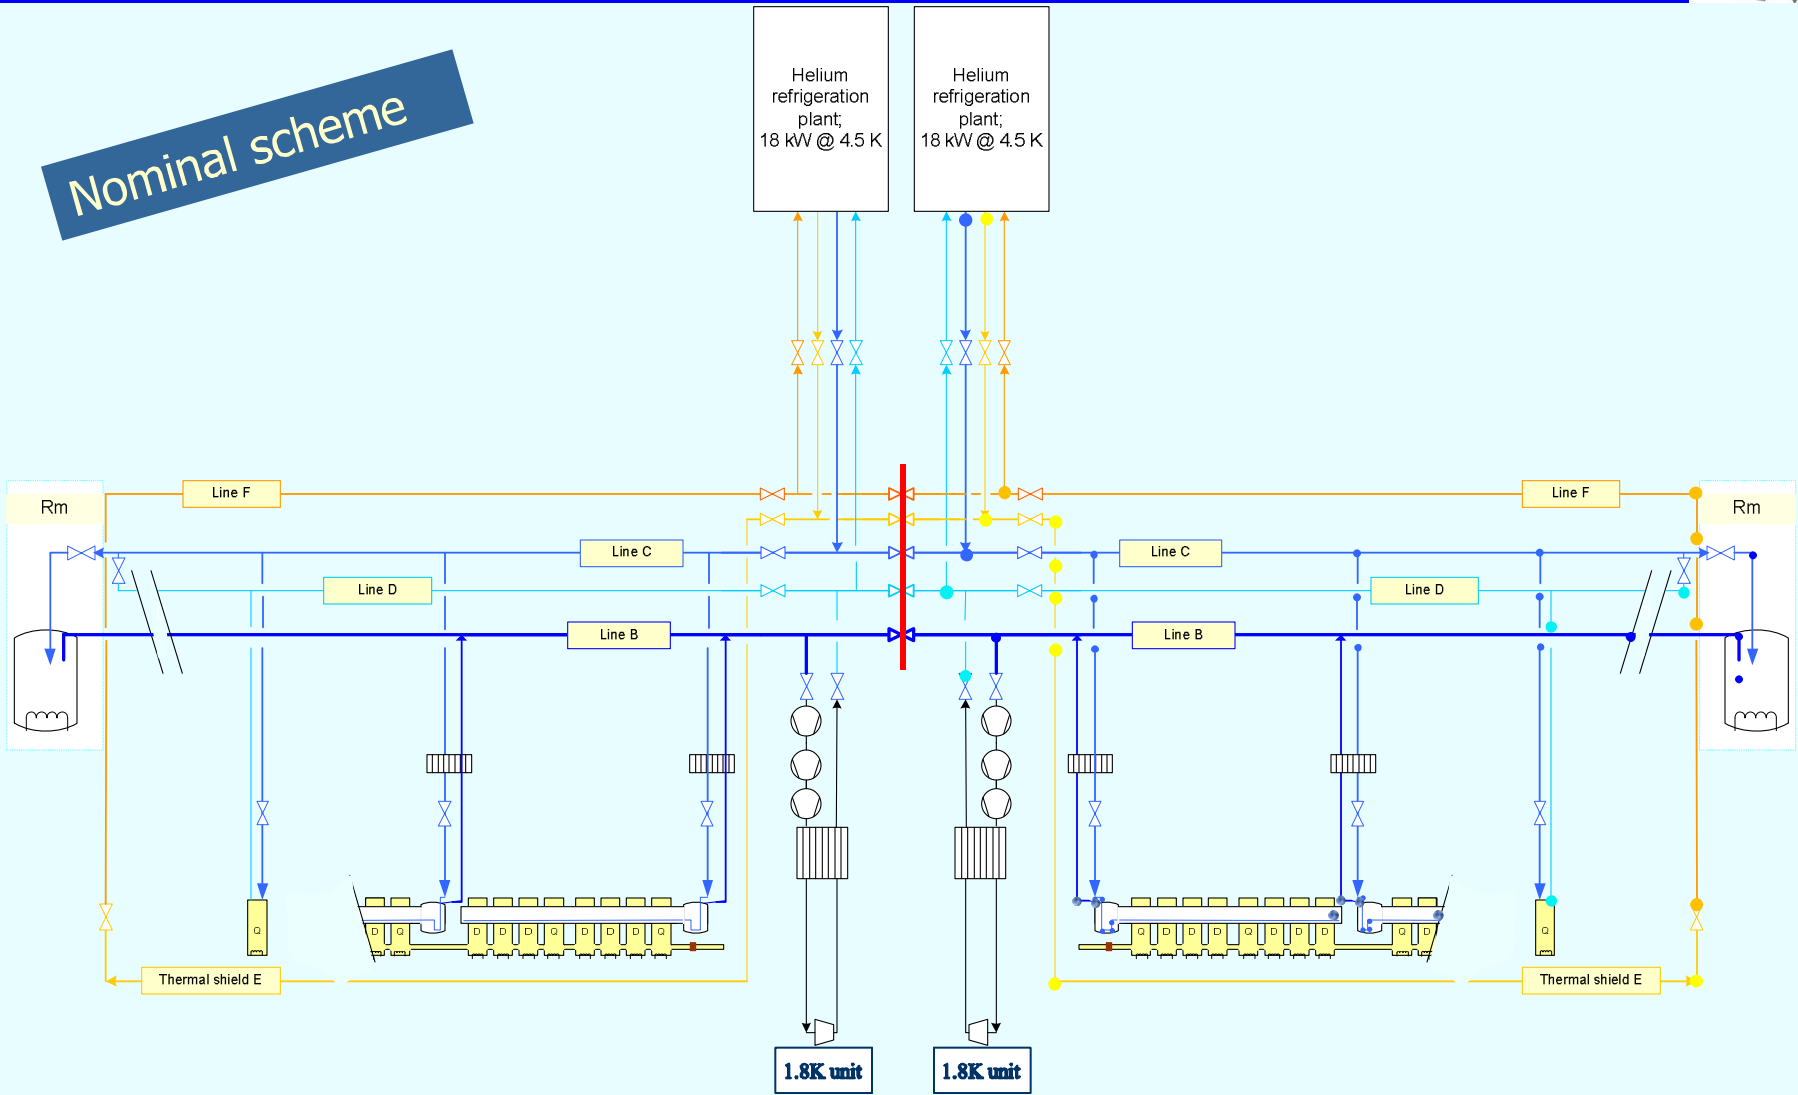 Nominal scheme
Helium
refrigeration
plant;
18 kW @ 4.5 K
Helium
refrigeration
plant;
18 kW @ 4.5 K
Rm
Line F
Line F
Rm
Line C
Line C
Line D
Line D
Line B
Line B
Q
D Q
D D D Q D D D Q
Q D D D Q D D D
Q D
Q
Thermal shield E
Thermal shield E
1.8K unit
1.8K unit